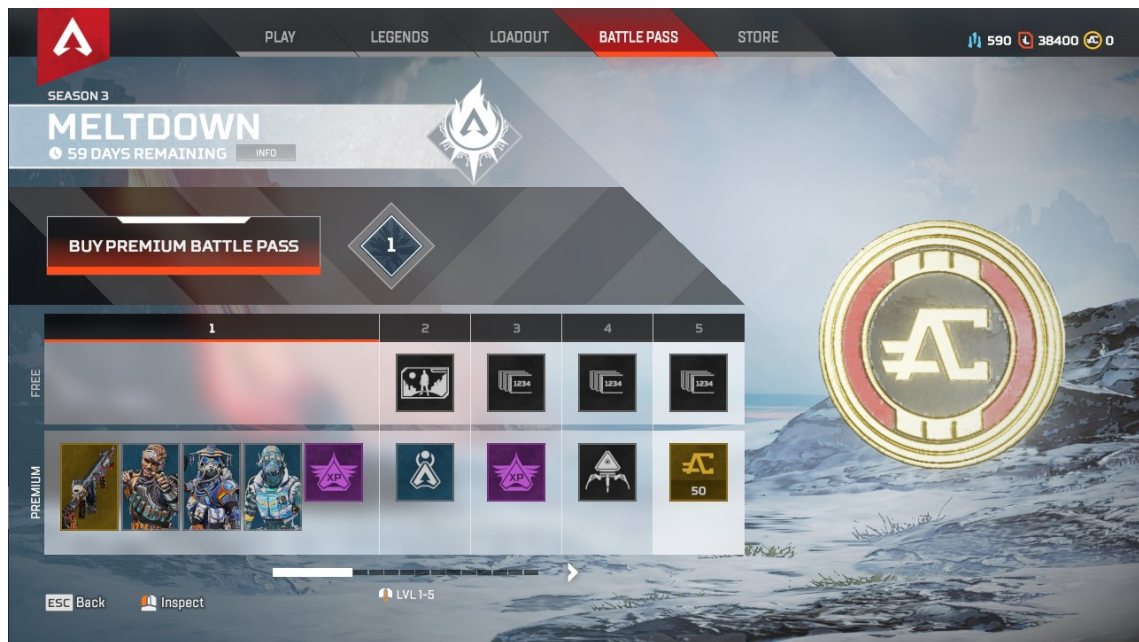 PLAY
LEGENDS
LOADOUT
BATTLE PASS
STORE
590
38400
0
SEASON 3
MELTDOWN
59 DAYS REMAINING
INFO
BUY PREMIUM BATTLE PASS
1
1
2
3
4
5
FREE
1234
1234
1234
PREMIUM
XP
XP
50
LVL 1-5
ESC Back
Inspect